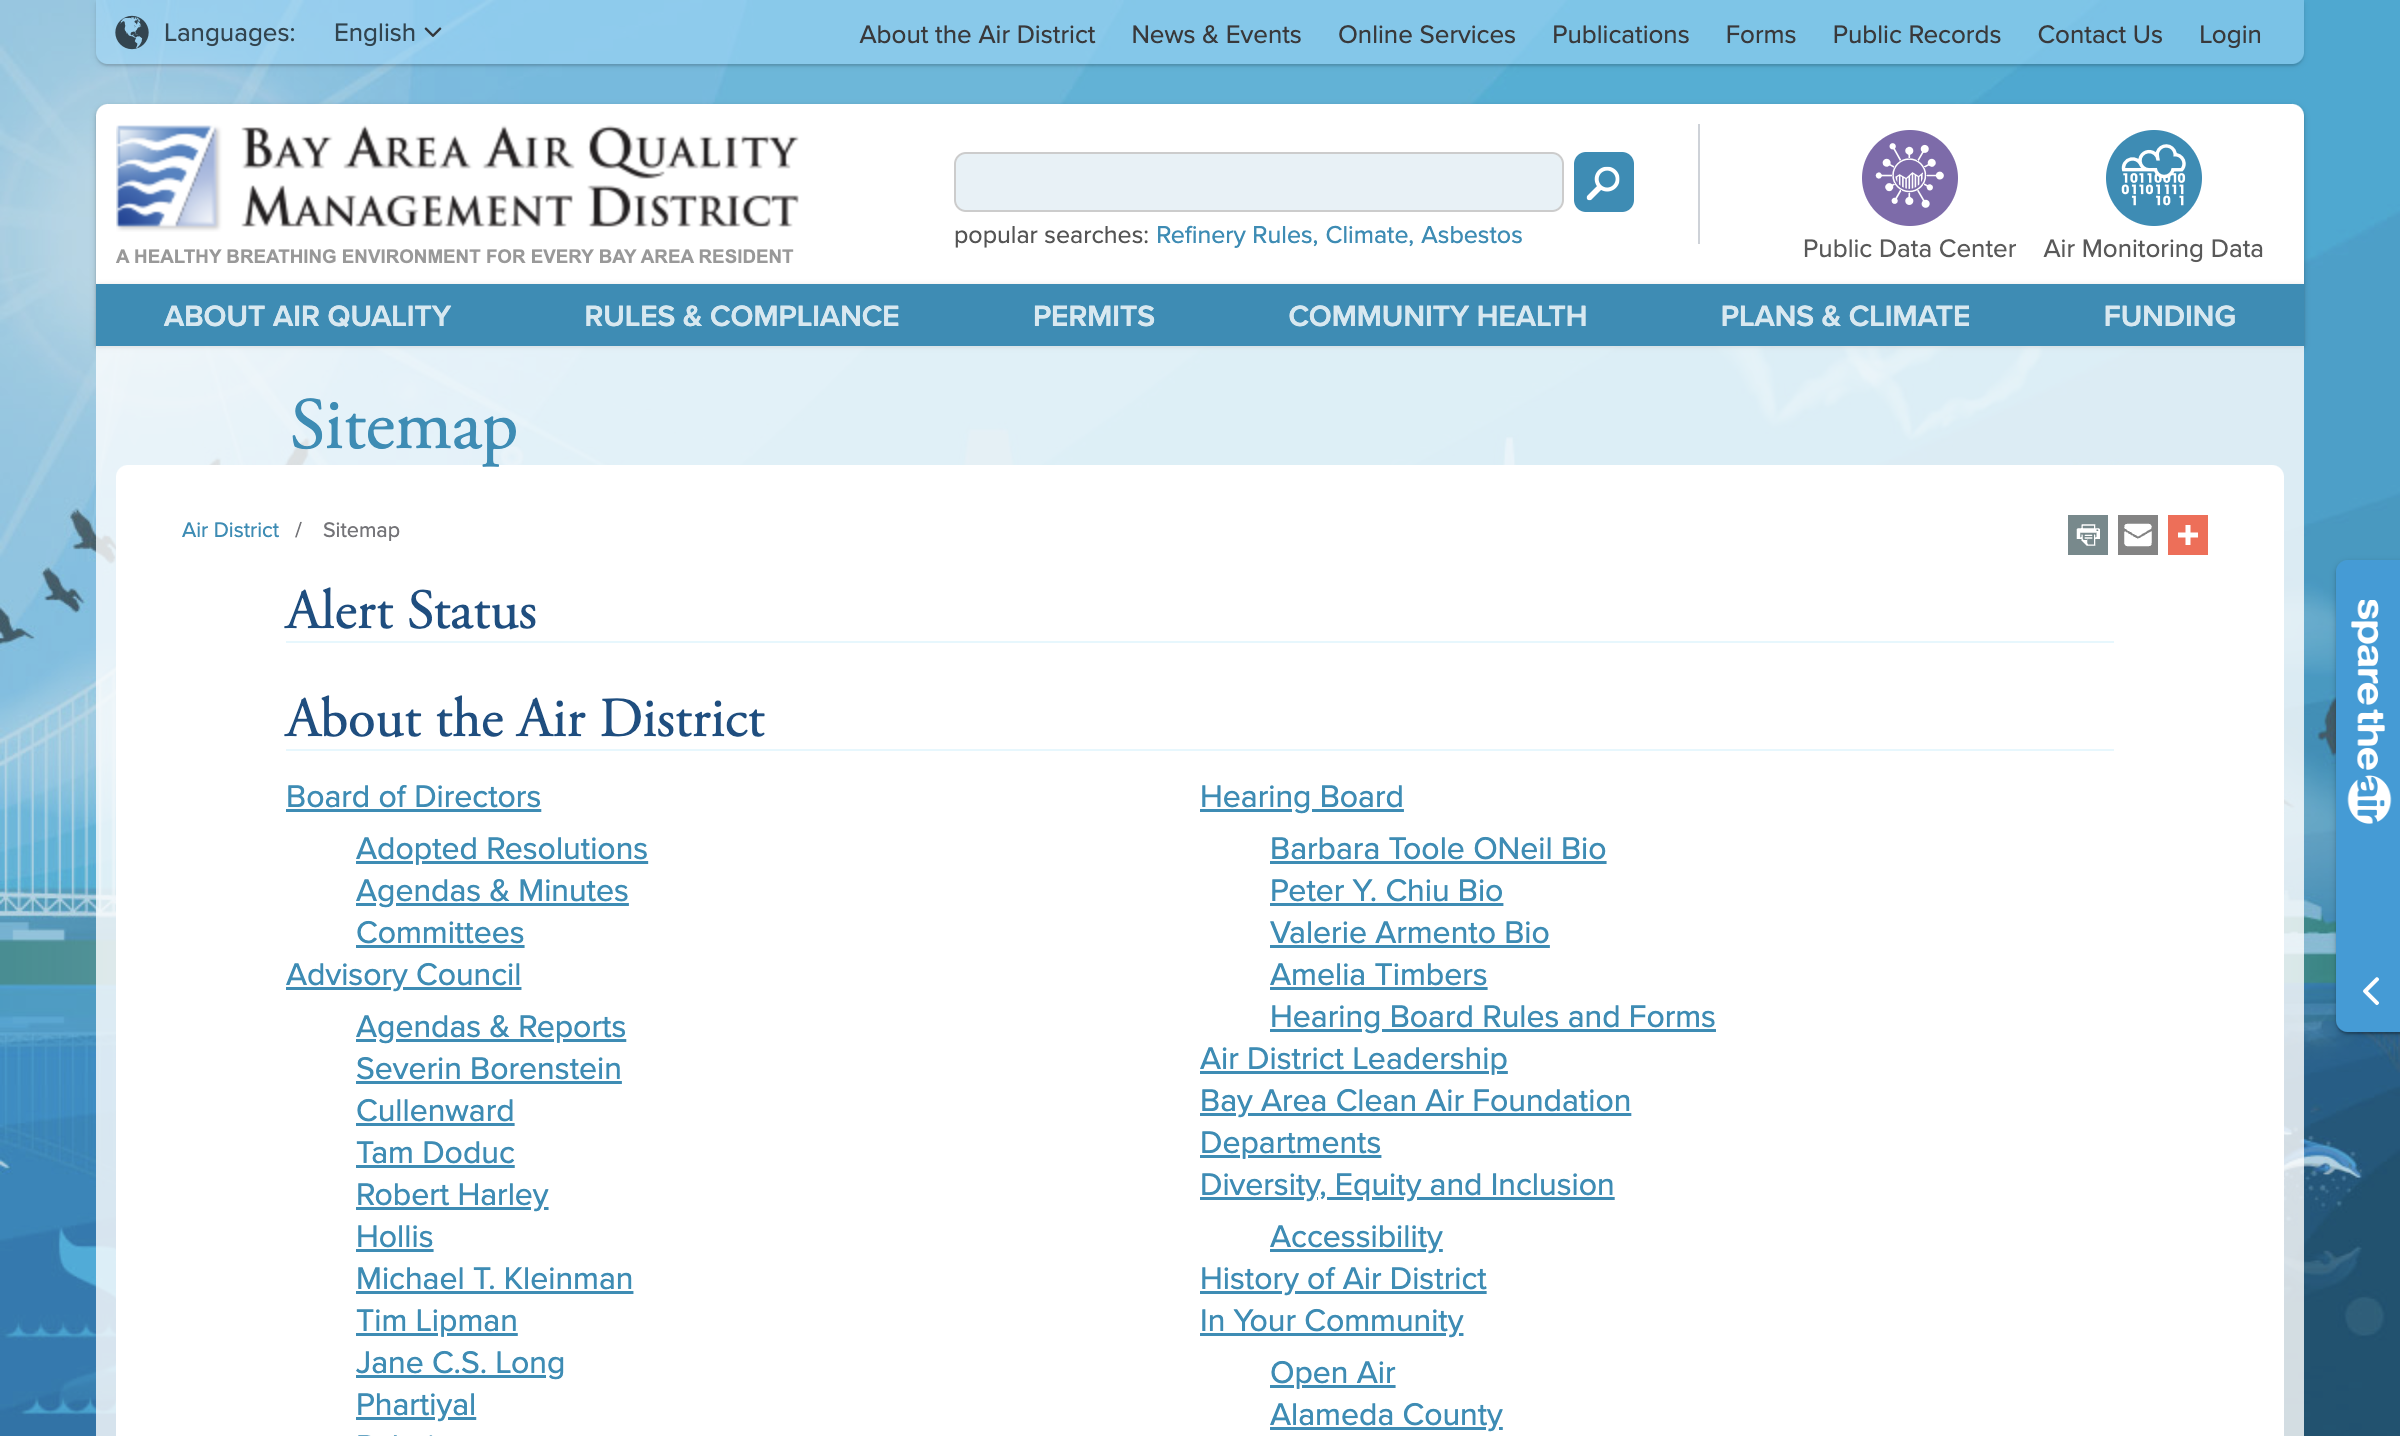 Languages: English
About the Air District News & Events Online Services Publications Forms Public Records Contact Us Login
BAY AREA AIR QUALITY
MANAGEMENT DISTRICT
A HEALTHY BREATHING ENVIRONMENT FOR EVERY BAY AREA RESIDENT
popular searches: Refinery Rules, Climate, Asbestos
10110010
01101111
1 10 1
Public Data Center
Air Monitoring Data
ABOUT AIR QUALITY RULES & COMPLIANCE PERMITS COMMUNITY HEALTH PLANS & CLIMATE FUNDING
Sitemap
Air District / Sitemap
Alert Status
About the Air District
Board of Directors
Adopted Resolutions
Agendas & Minutes
Committees
Advisory Council
Agendas & Reports
Severin Borenstein
Cullenward
Tam Doduc
Robert Harley
Hollis
Michael T. Kleinman
Tim Lipman
Jane C.S. Long
Phartiyal
Hearing Board
Barbara Toole ONeil Bio
Peter Y. Chiu Bio
Valerie Armento Bio
Amelia Timbers
Hearing Board Rules and Forms
Air District Leadership
Bay Area Clean Air Foundation
Departments
Diversity, Equity and Inclusion
Accessibility
History of Air District
In Your Community
Open Air
Alameda County
spare the air